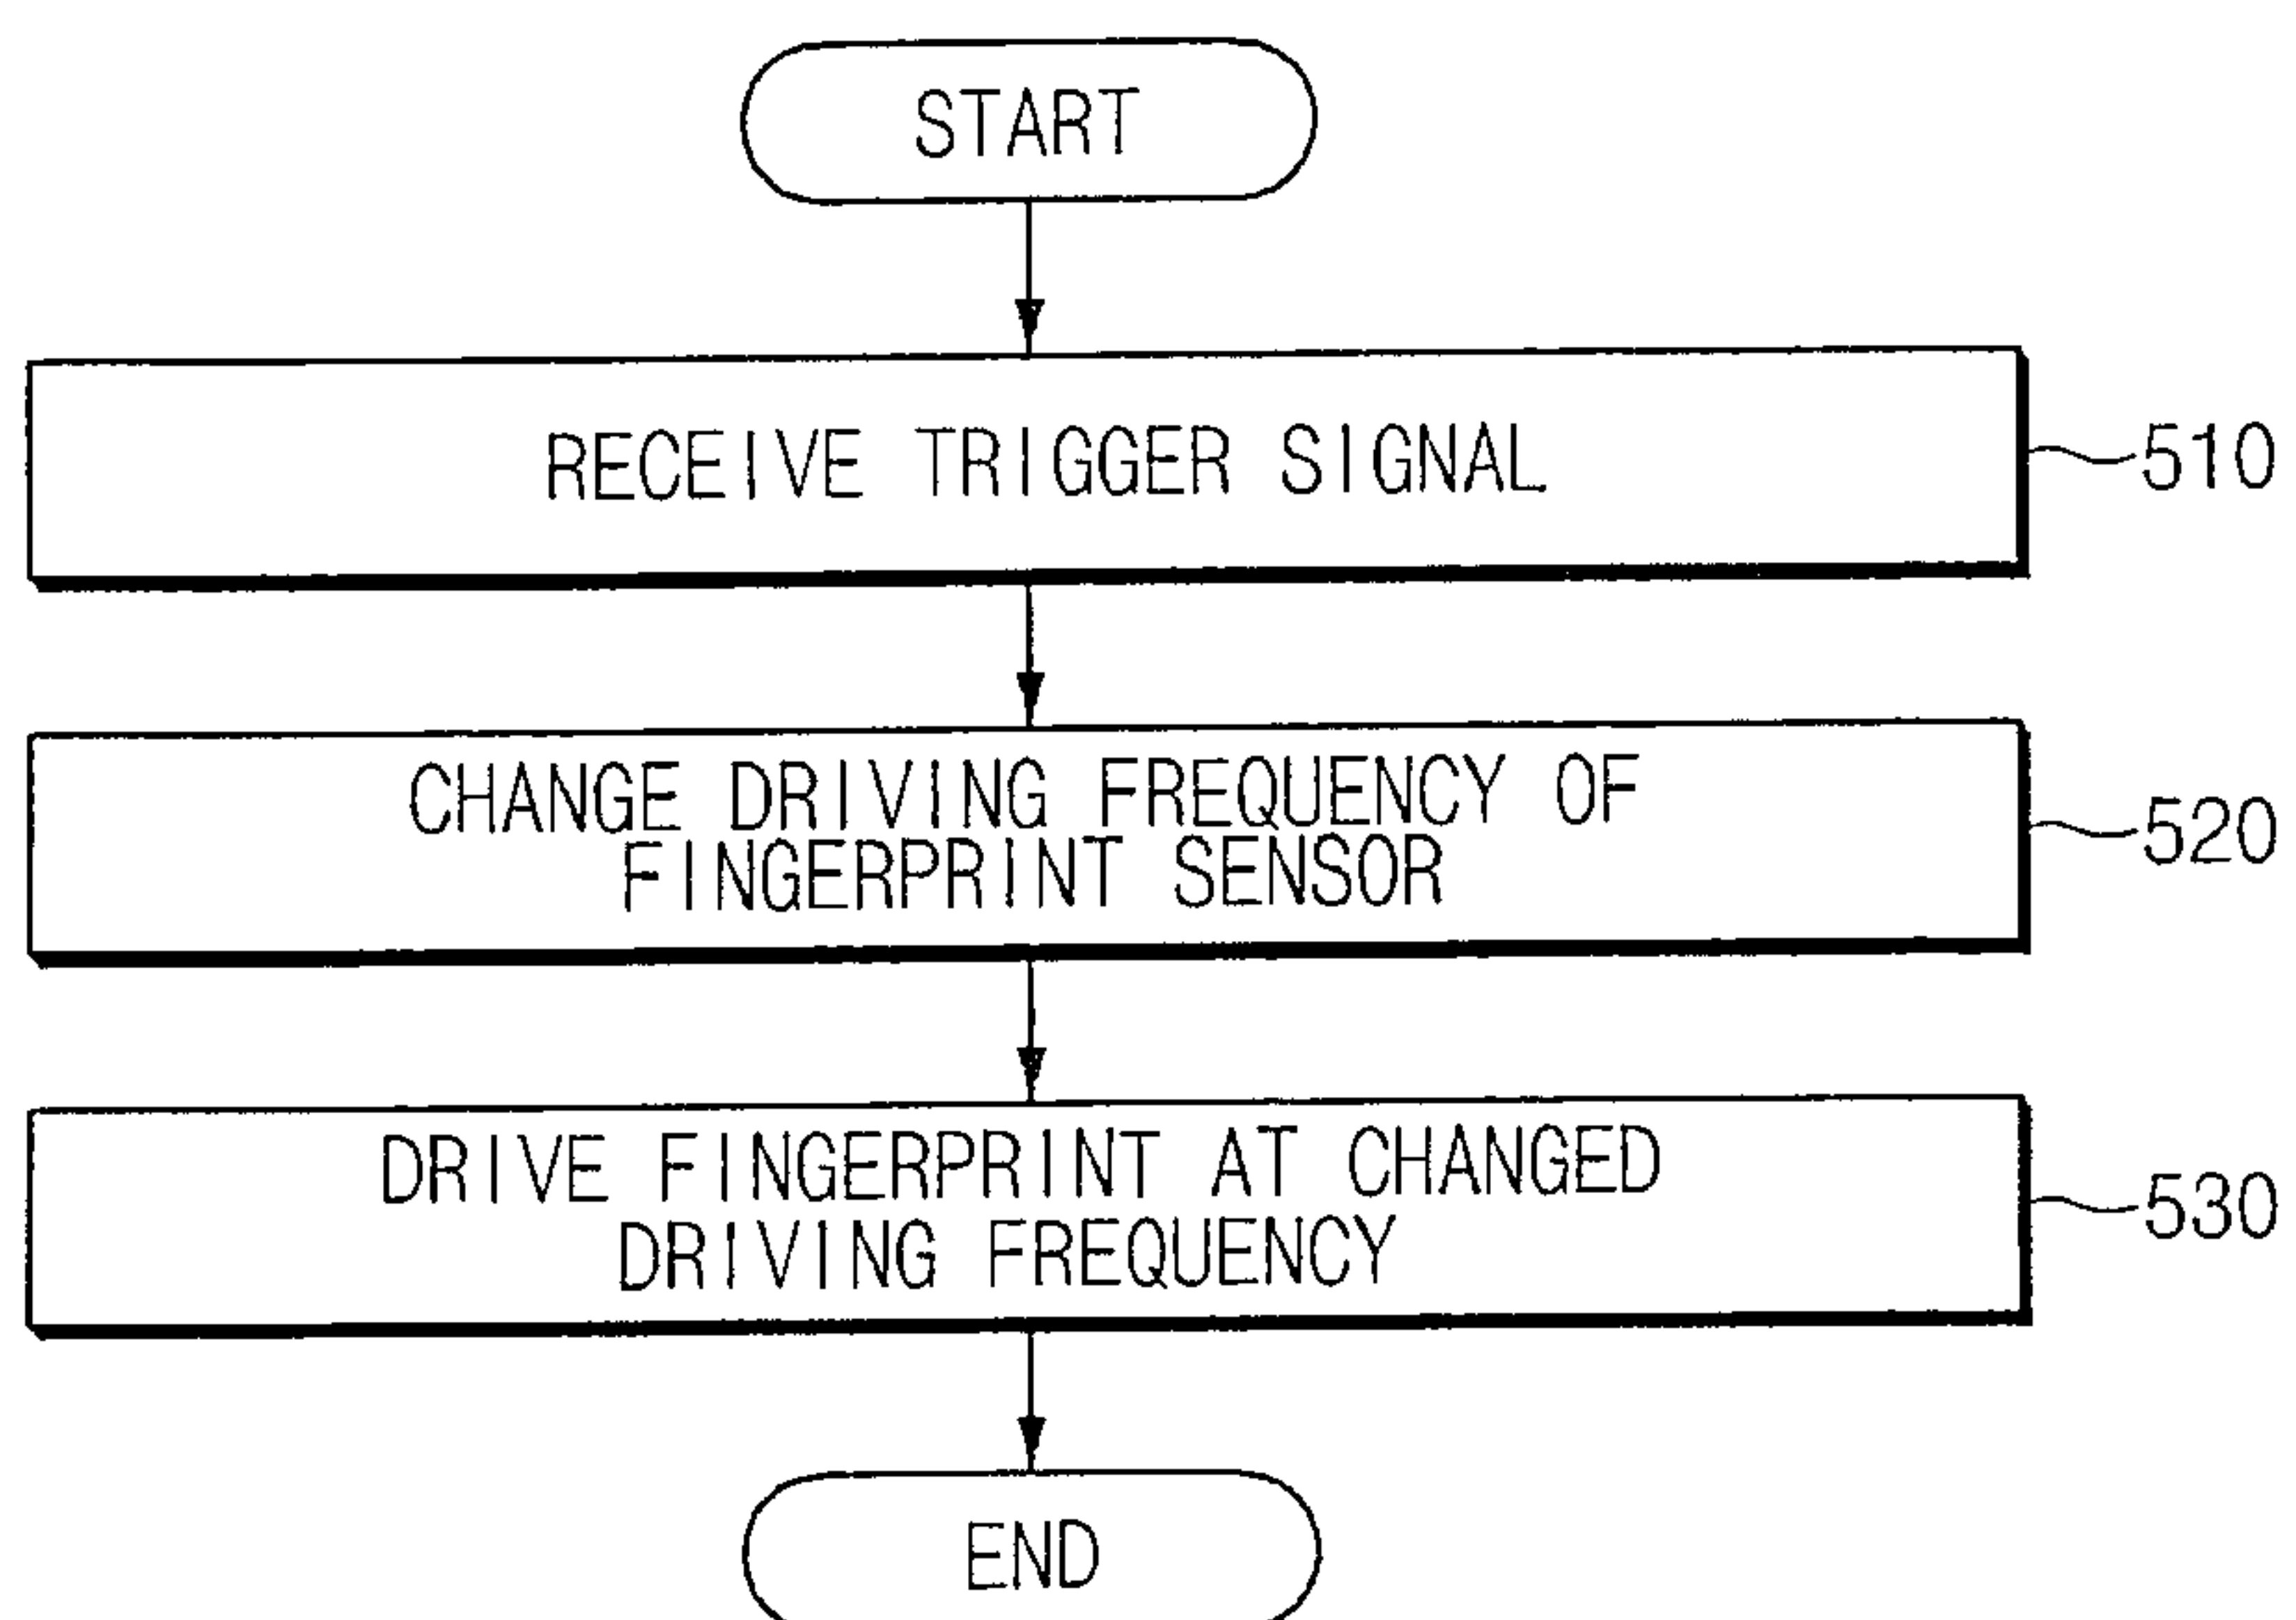 START
RECEIVE TRIGGER SIGNAL
510
CHANGE DRIVING FREQUENCY OF
FINGERPRINT SENSOR
520
DRIVE FINGERPRINT AT CHANGED
DRIVING FREQUENCY
530
END